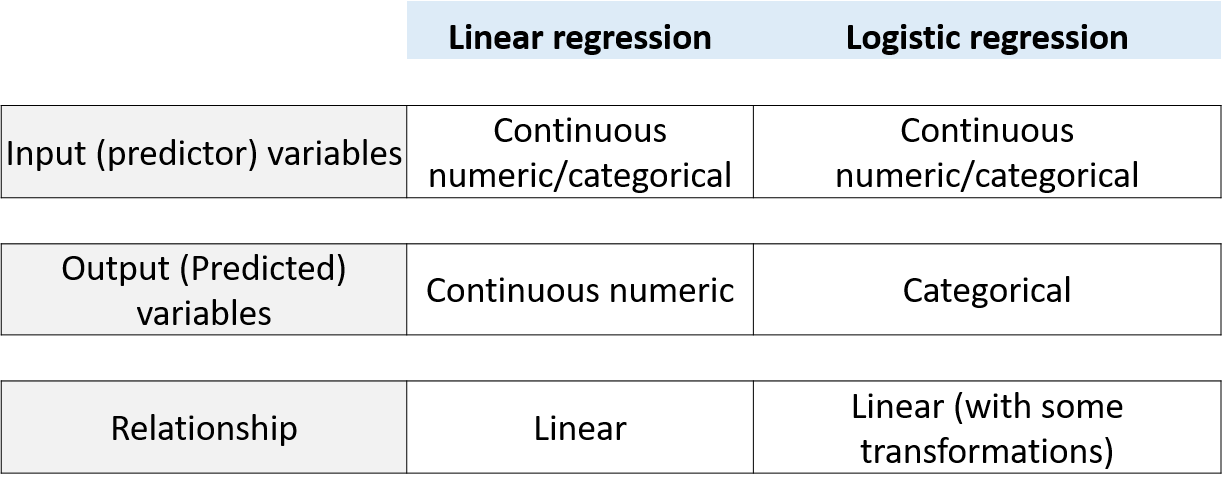 Linear regression
Logistic regression
Input (predictor) variables
Continuous
numeric/categorical
Continuous
numeric/categorical
Output (Predicted)
variables
Continuous numeric
Categorical
Relationship
Linear
Linear (with some
transformations)